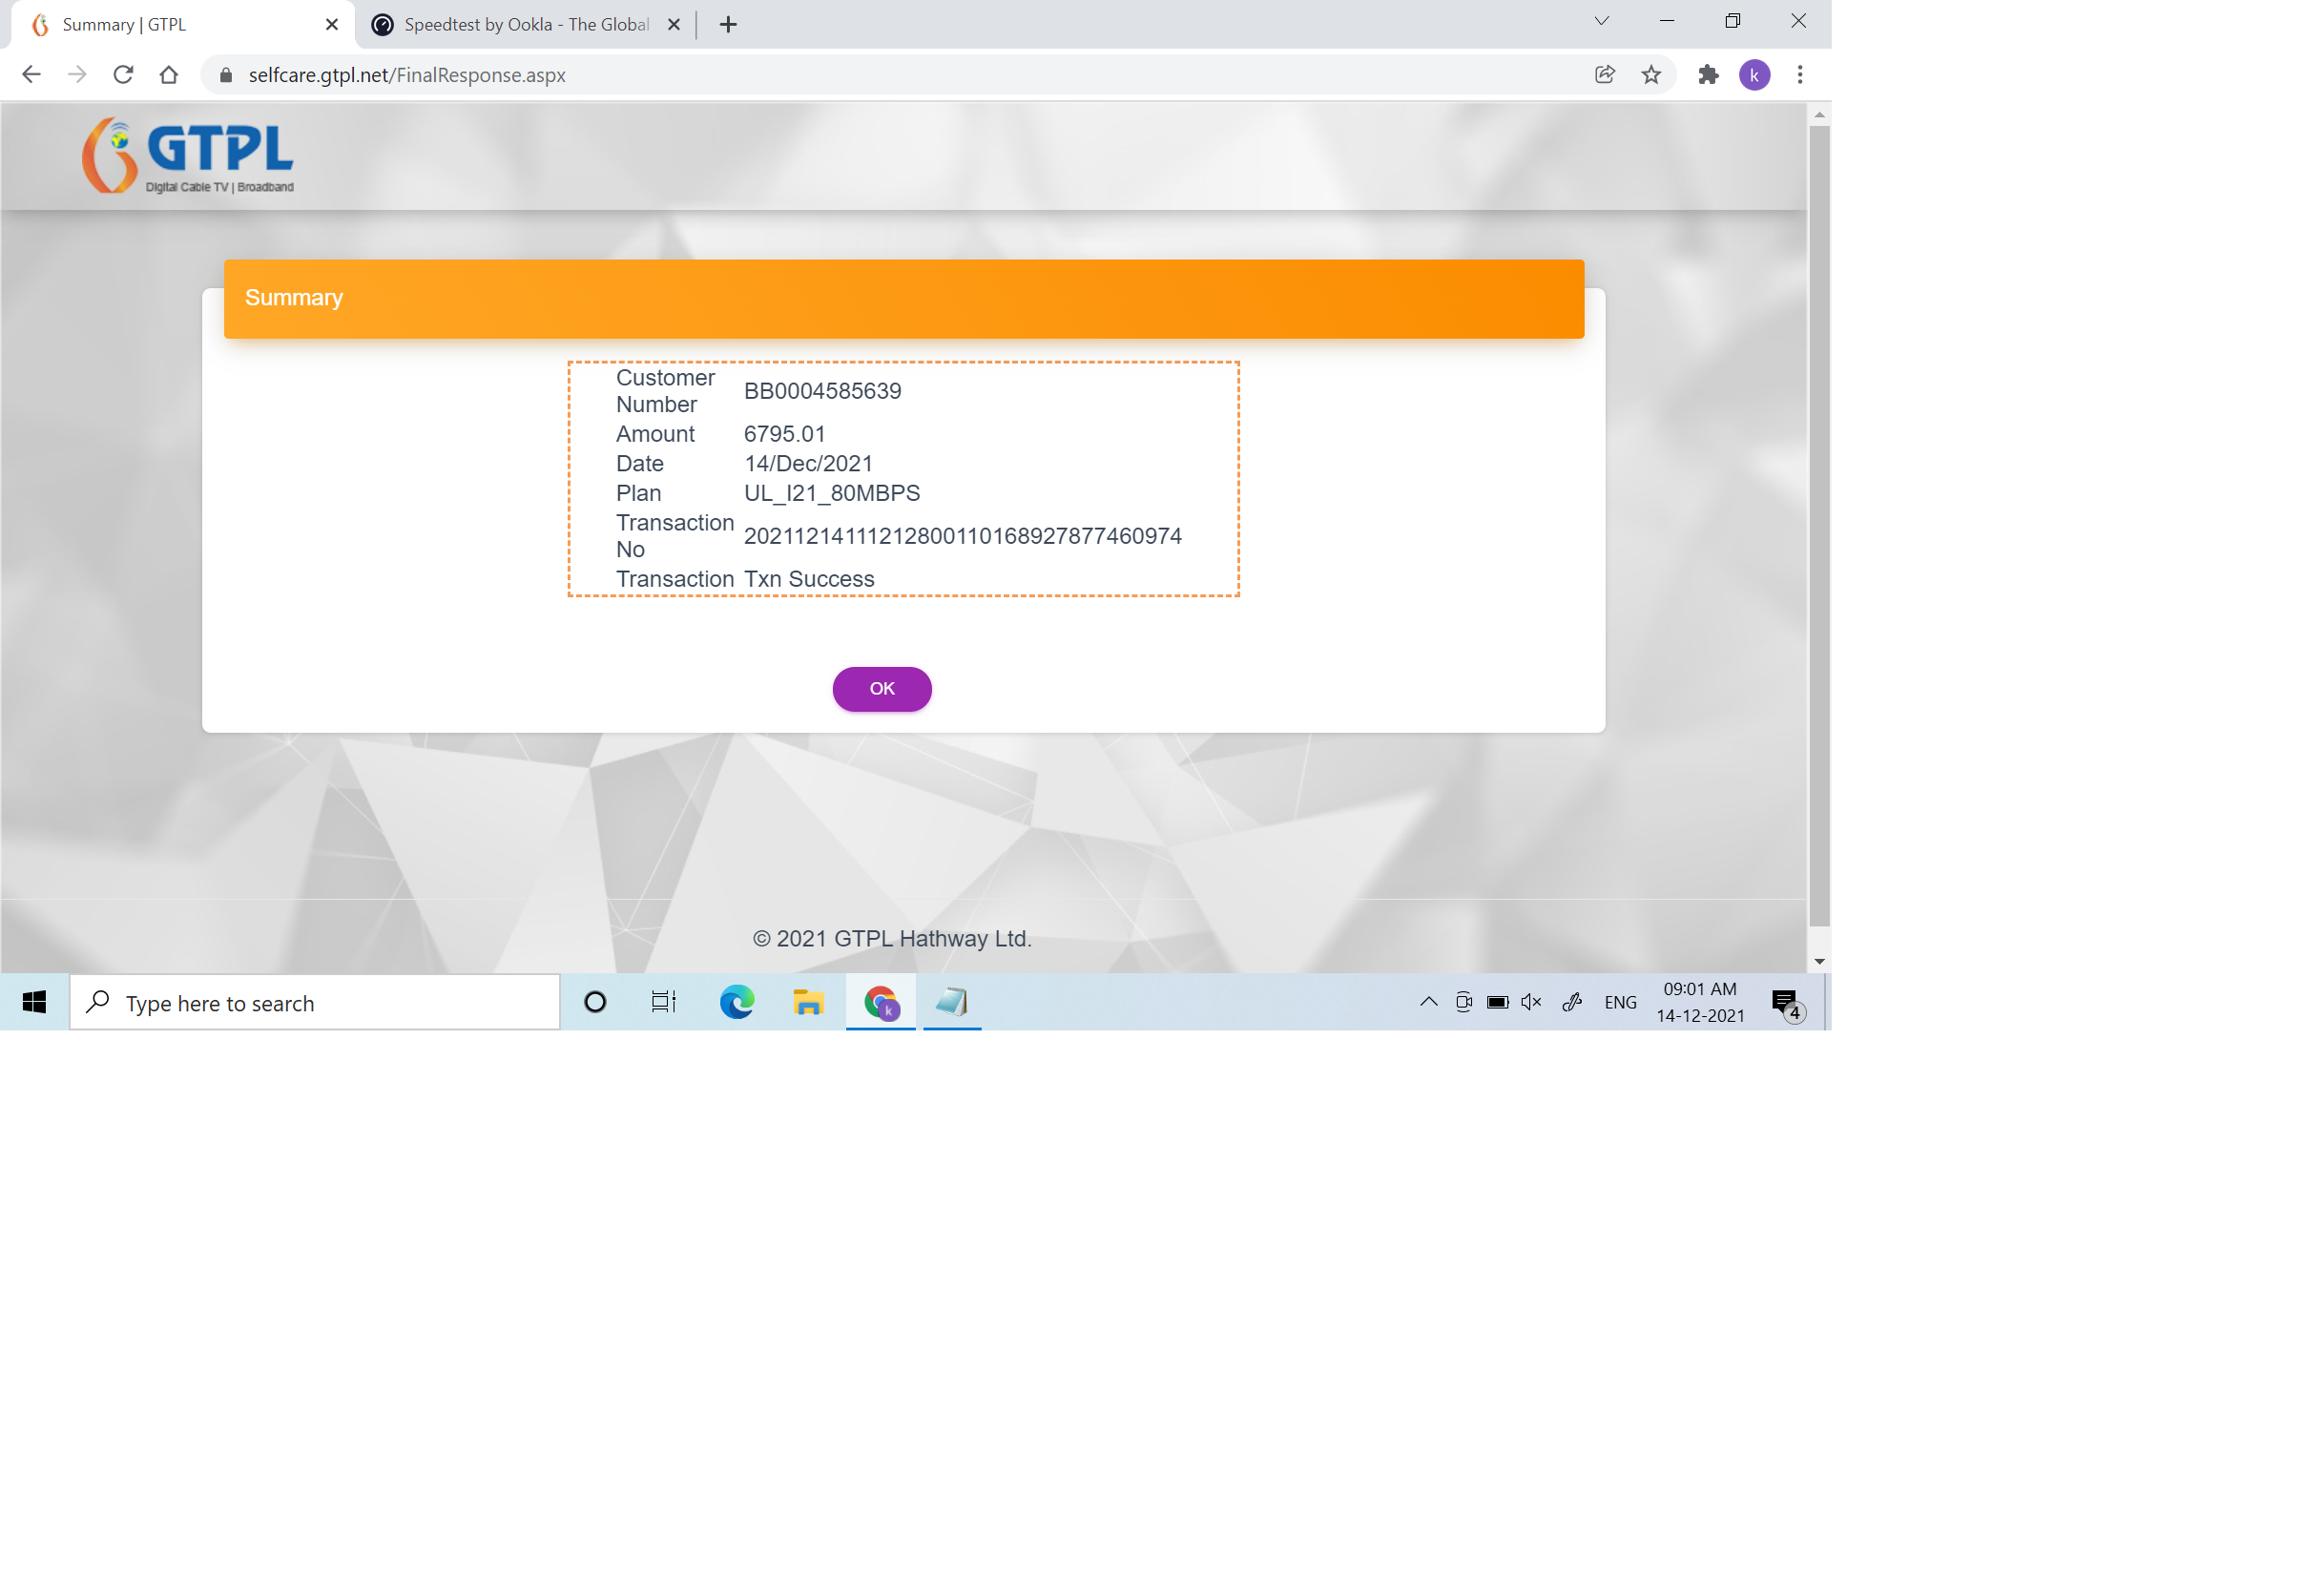 Summary | GTPL
Speedtest by Ookla - The Global
selfcare.gtpl.net/FinalResponse.aspx
k
GTPL
Digital Cable TV | Broadband
Summary
Customer Number BB0004585639
Amount 6795.01
Date 14/Dec/2021
Plan UL_I21_80MBPS
Transaction No 20211214111212800110168927877460974
Transaction Txn Success
OK
© 2021 GTPL Hathway Ltd.
Type here to search
k
ENG
09:01 AM
14-12-2021
4